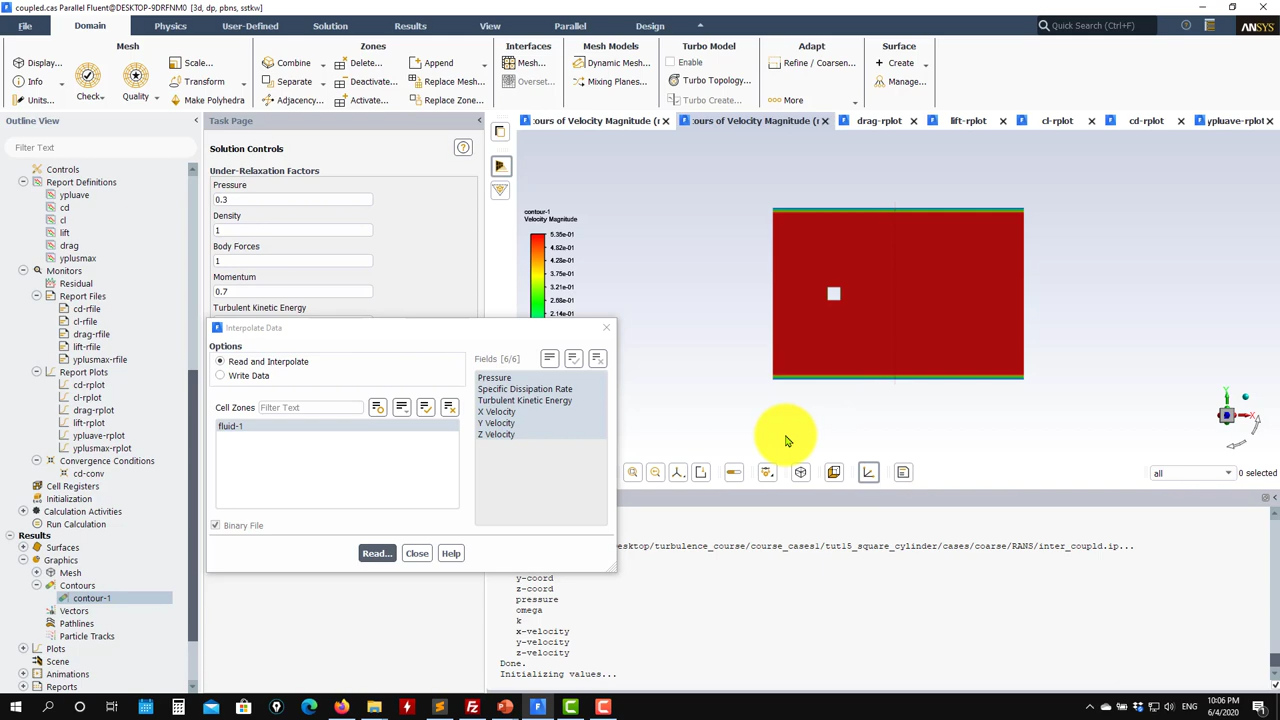 coupled.cas Parallel Fluent@DESKTOP-9DRFNM0 [3d, dp, pbns, sstkw]
File Domain Physics User-Defined Solution Results View Parallel Design Quick Search (Ctrl+F) ANSYS
Mesh Zones Interfaces Mesh Models Turbo Model Adapt Surface
Display... Scale... Combine Delete... Append Mesh... Dynamic Mesh... Enable Refine / Coarsen... Create
Info Check Quality Transform Separate Deactivate... Replace Mesh... Overset... Mixing Planes... Turbo Topology... Manage...
Units... Make Polyhedra Adjacency... Activate... Replace Zone... Turbo Create... More
Outline View
Filter Text
Controls
Report Definitions
ypluave
cd
cl
lift
drag
yplusmax
Monitors
Residual
Report Files
cd-rfile
cl-rfile
drag-rfile
lift-rfile
yplusmax-rfile
Report Plots
cd-rplot
cl-rplot
drag-rplot
lift-rplot
ypluave-rplot
yplusmax-rplot
Convergence Conditions
cd-conv
Cell Registers
Initialization
Calculation Activities
Run Calculation
Results
Surfaces
Graphics
Mesh
Contours
contour-1
Vectors
Pathlines
Particle Tracks
Plots
Scene
Animations
Reports
Task Page
Solution Controls
Under-Relaxation Factors
Pressure
0.3
Density
1
Body Forces
1
Momentum
0.7
Turbulent Kinetic Energy
Interpolate Data
Options
Read and Interpolate
Write Data
Cell Zones Filter Text
fluid-1
Binary File
Fields [6/6]
Pressure
Specific Dissipation Rate
Turbulent Kinetic Energy
X Velocity
Y Velocity
Z Velocity
Read... Close Help
:ours of Velocity Magnitude (r :ours of Velocity Magnitude (r drag-rplot lift-rplot cl-rplot cd-rplot ypluave-rplot
contour-1
Velocity Magnitude
5.35e-01
4.82e-01
4.28e-01
3.75e-01
3.21e-01
2.68e-01
2.14e-01
Y
X
all 0 selected
esktop/turbulence_course/course_cases1/tut15_square_cylinder/cases/coarse/RANS/inter_coupld.ip...
y-coord
z-coord
pressure
omega
k
x-velocity
y-velocity
z-velocity
Done.
Initializing values...
10:06 PM
6/4/2020